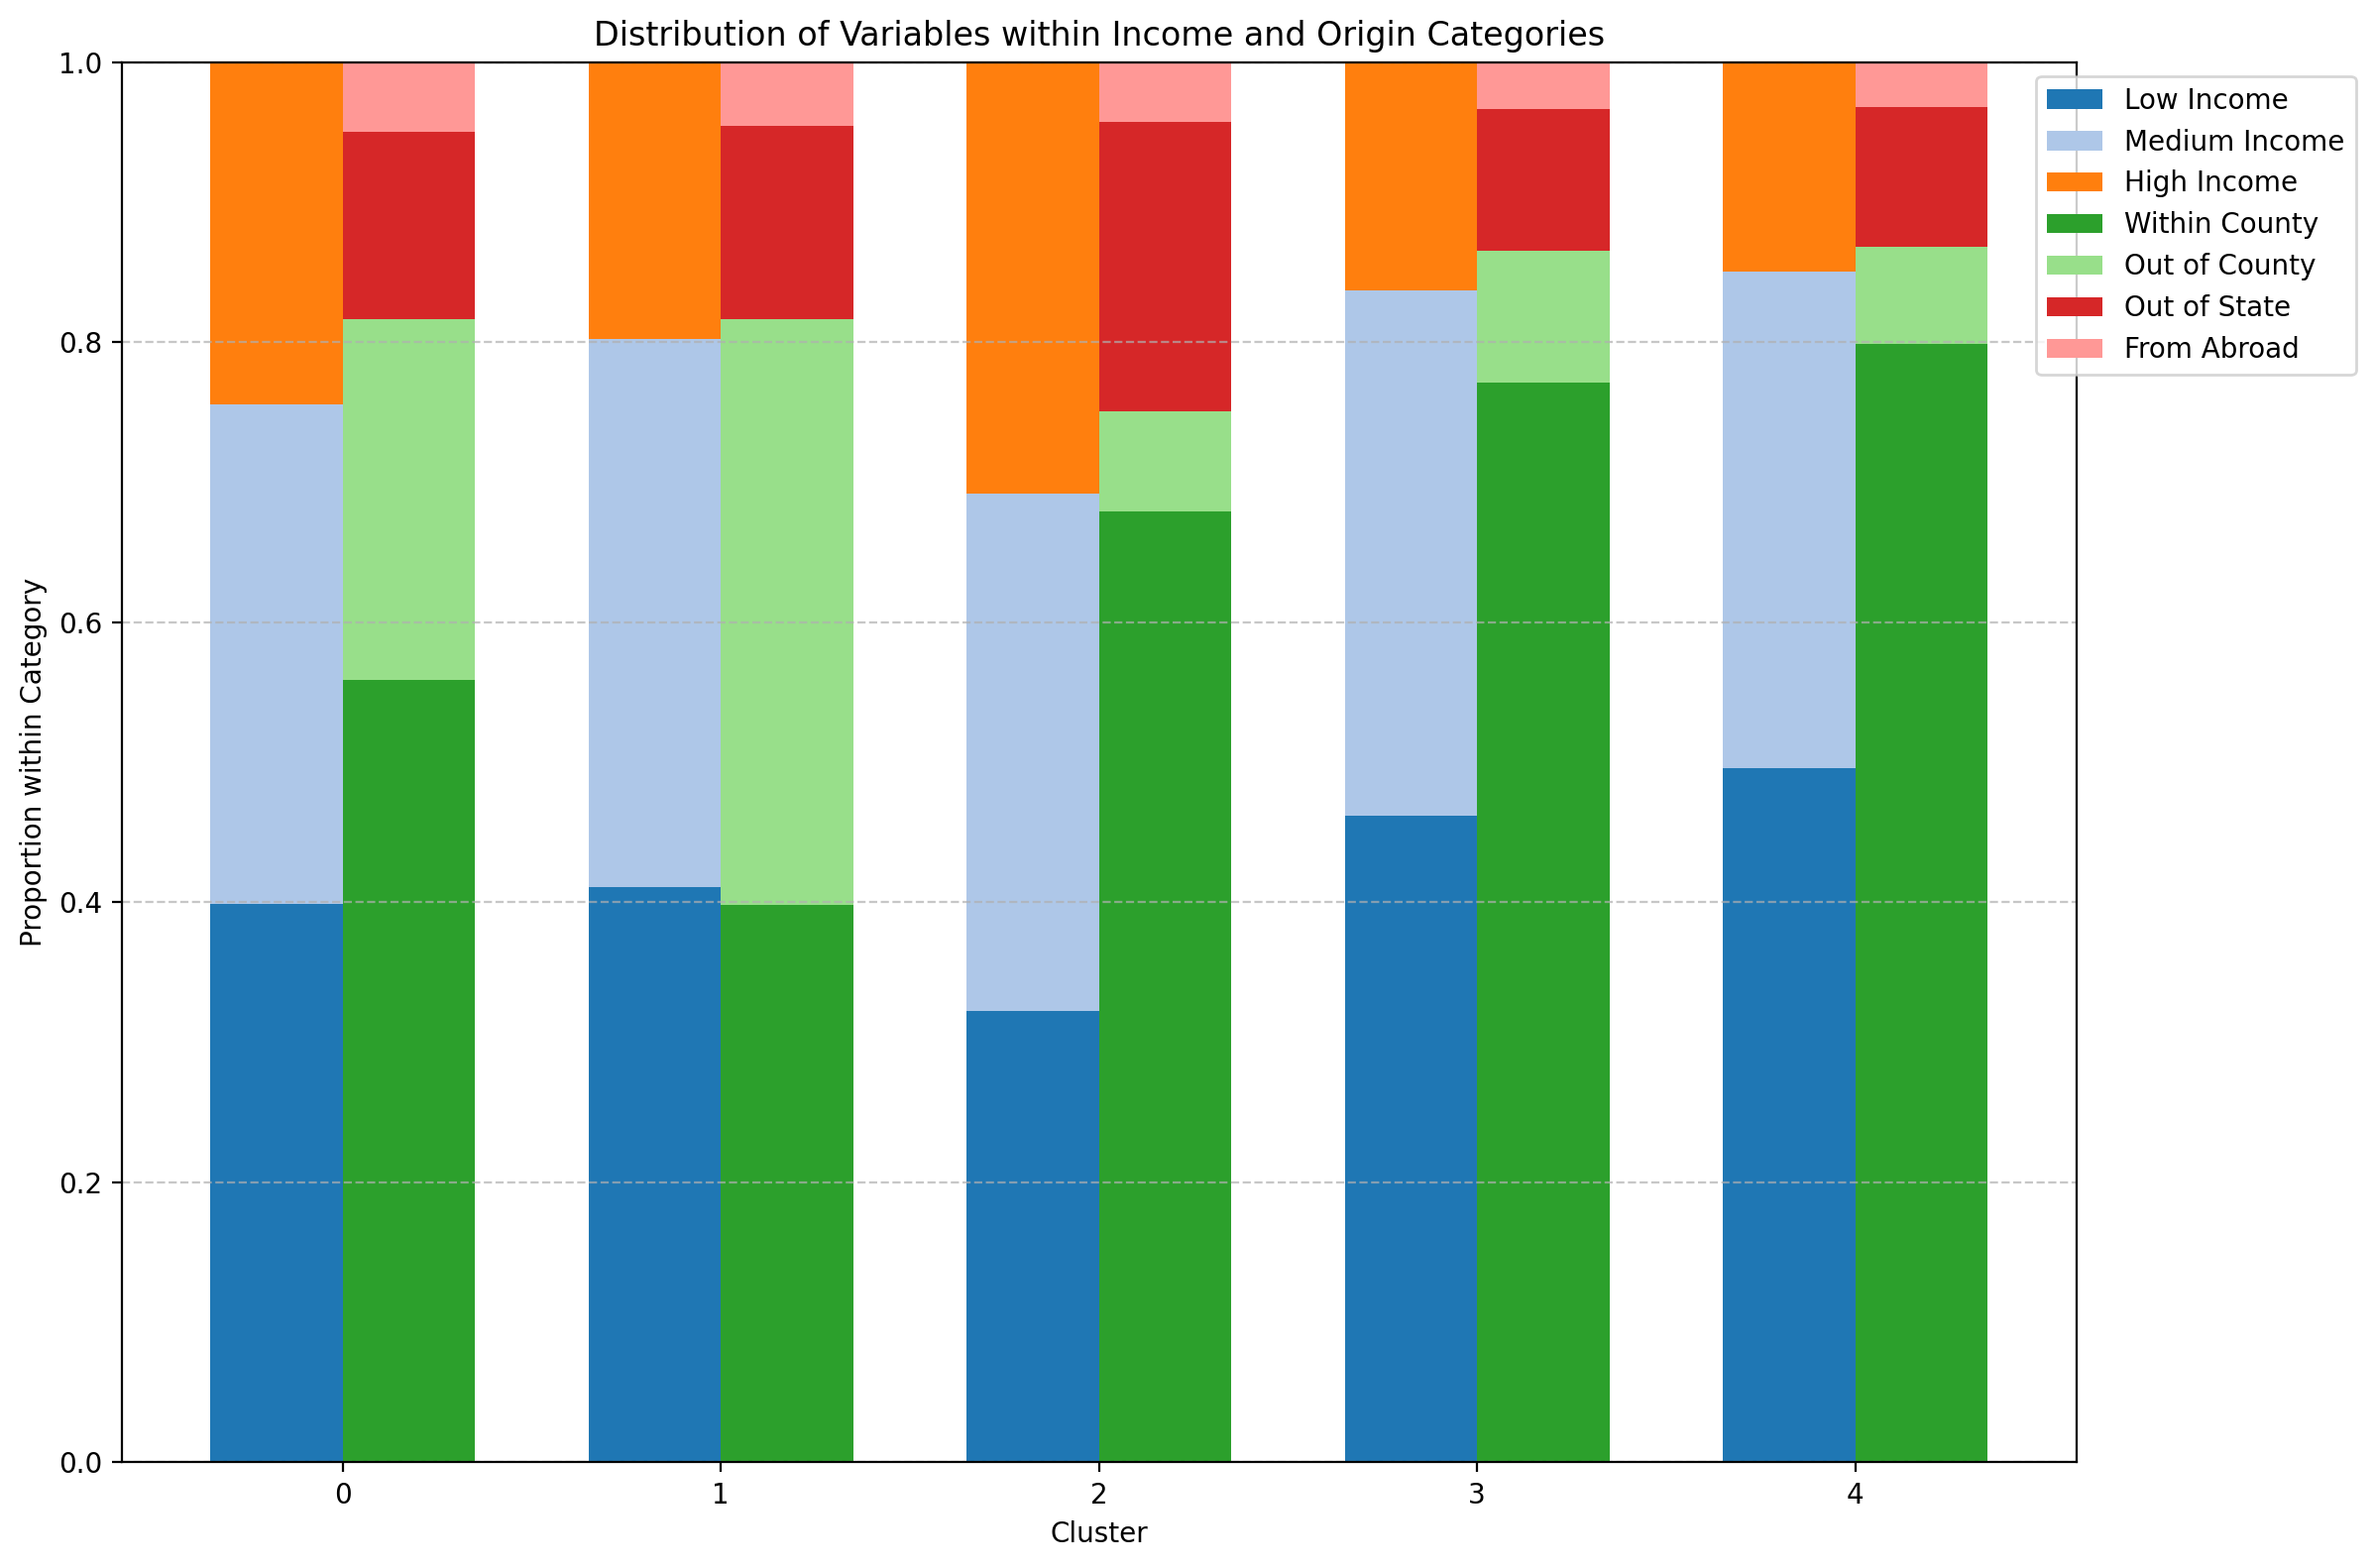 Distribution of Variables within Income and Origin Categories
1.0
0.8
0.6
0.4
0.2
0.0
Proportion within Category
0 1 2 3 4
Cluster
Low Income
Medium Income
High Income
Within County
Out of County
Out of State
From Abroad